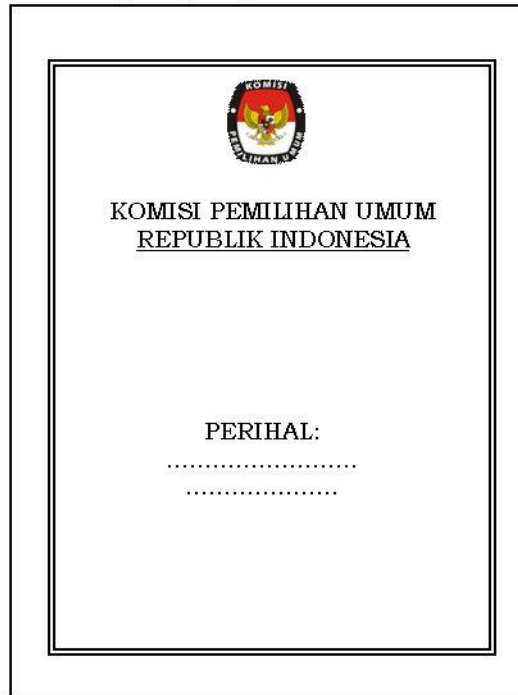 KOMISI
PEMILIHAN UMUM
KOMISI PEMILIHAN UMUM
REPUBLIK INDONESIA
PERIHAL:
.........................
....................